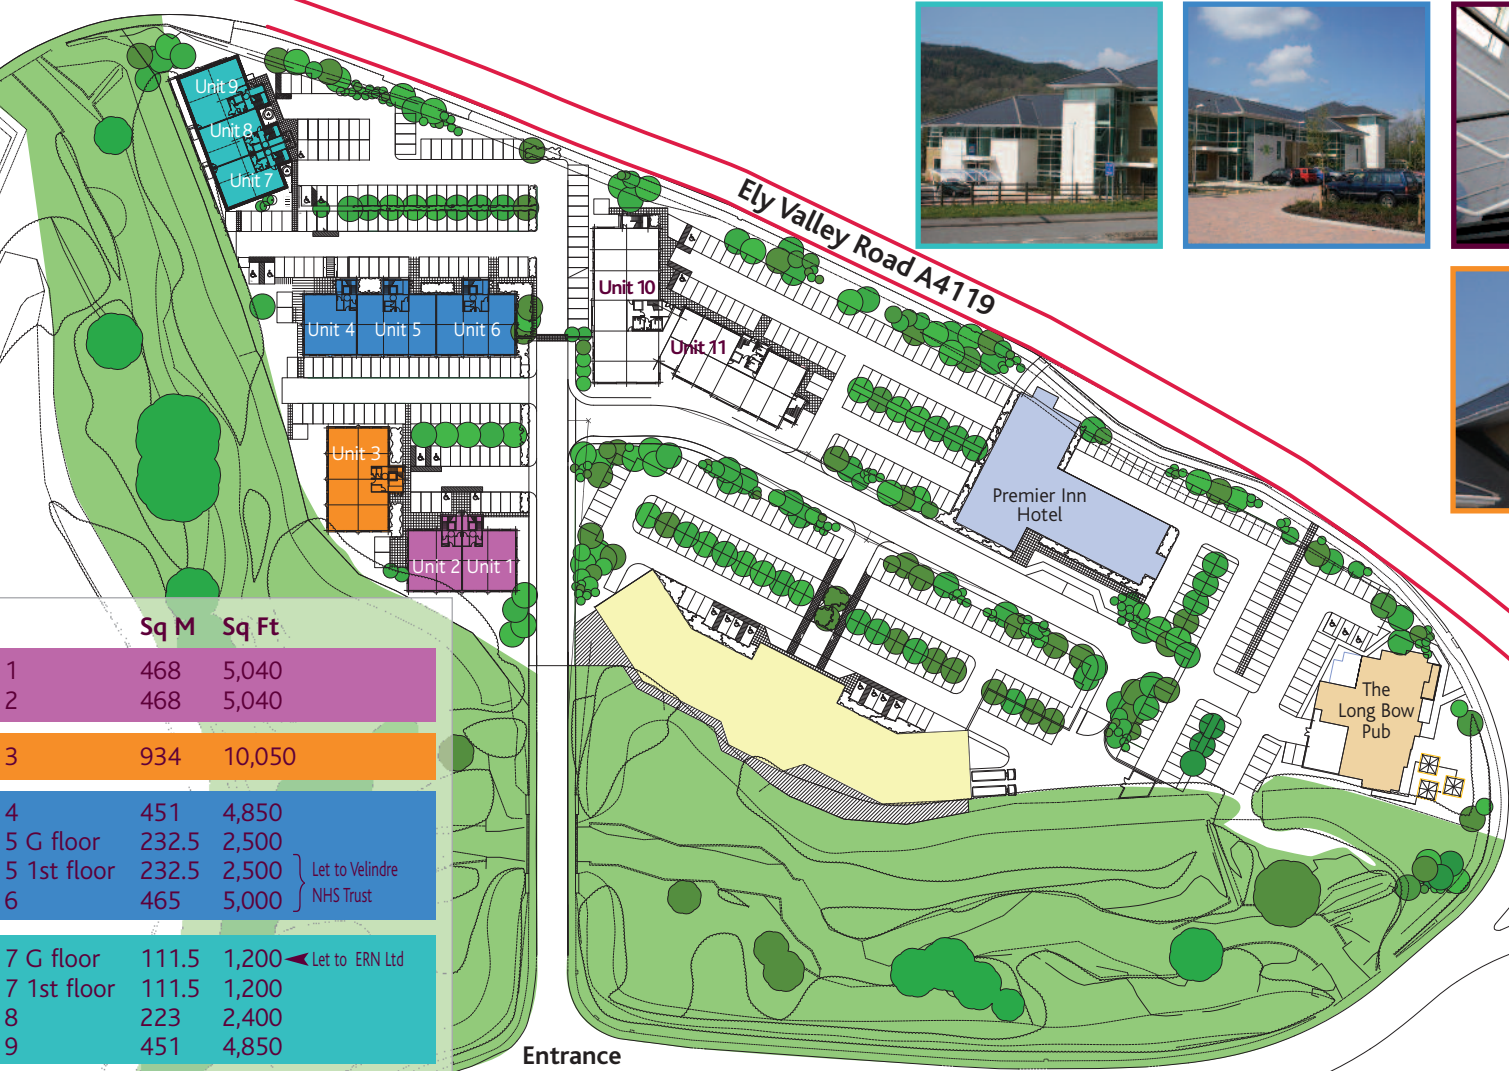 Unit 9
Unit 8
Unit 7
Ely Valley Road A4119
Unit 10
Unit 4
Unit 5
Unit 6
Unit 11
Unit 3
Premier Inn
Hotel
Unit 2
Unit 1
The
Long Bow
Pub
Sq M Sq Ft
1 468 5,040
2 468 5,040
3 934 10,050
4 451 4,850
5 G floor 232.5 2,500
5 1st floor 232.5 2,500
6 465 5,000
Let to Velindre
NHS Trust
7 G floor 111.5 1,200 Let to ERN Ltd
7 1st floor 111.5 1,200
8 223 2,400
9 451 4,850
Entrance